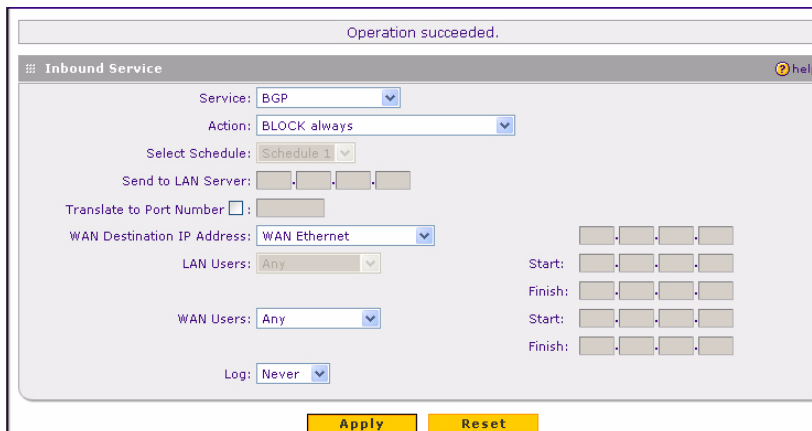 Operation succeeded.
Inbound Service
help
Service: BGP
Action: BLOCK always
Select Schedule: Schedule 1
Send to LAN Server:
Translate to Port Number :
WAN Destination IP Address: WAN Ethernet
LAN Users: Any
Start:
Finish:
WAN Users: Any
Start:
Finish:
Log: Never
Apply Reset